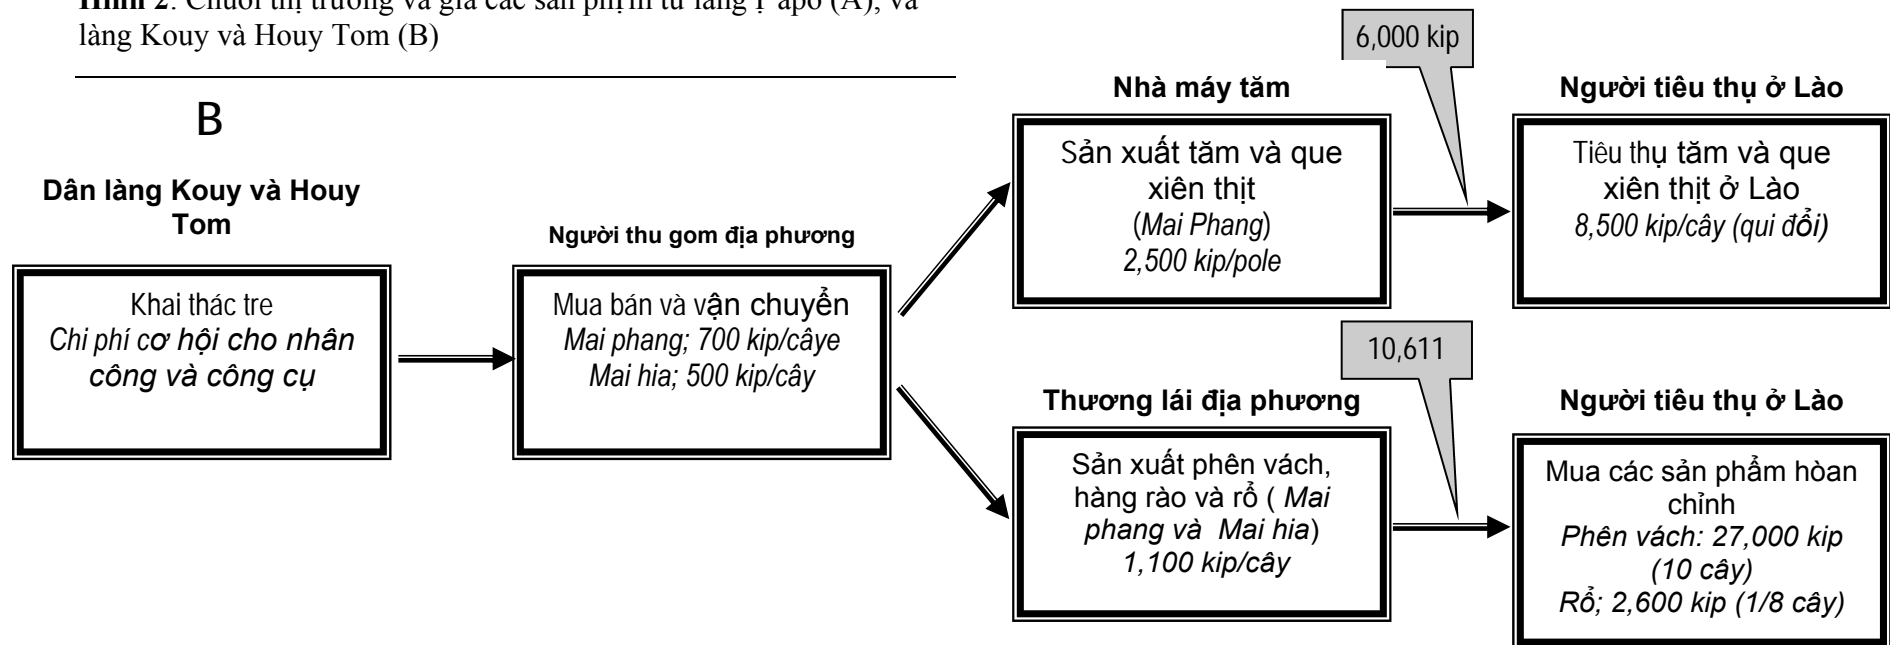 làng Kouy và Houy Tom (B)
B
Dân làng Kouy và Houy
Tom
Khai thác tre
Chi phí cơ hội cho nhân
công và công cụ
Người thu gom địa phương
Mua bán và vận chuyển
Mai phang; 700 kip/câye
Mai hia; 500 kip/cây
Nhà máy tăm
Sản xuất tăm và que
xiên thịt
(Mai Phang)
2,500 kip/pole
6,000 kip
Người tiêu thụ ở Lào
Tiêu thụ tăm và que
xiên thịt ở Lào
8,500 kip/cây (qui đổi)
Thương lái địa phương
Sản xuất phên vách,
hàng rào và rổ ( Mai
phang và Mai hia)
1,100 kip/cây
10,611
Người tiêu thụ ở Lào
Mua các sản phẩm hòan
chỉnh
Phên vách: 27,000 kip
(10 cây)
Rổ; 2,600 kip (1/8 cây)